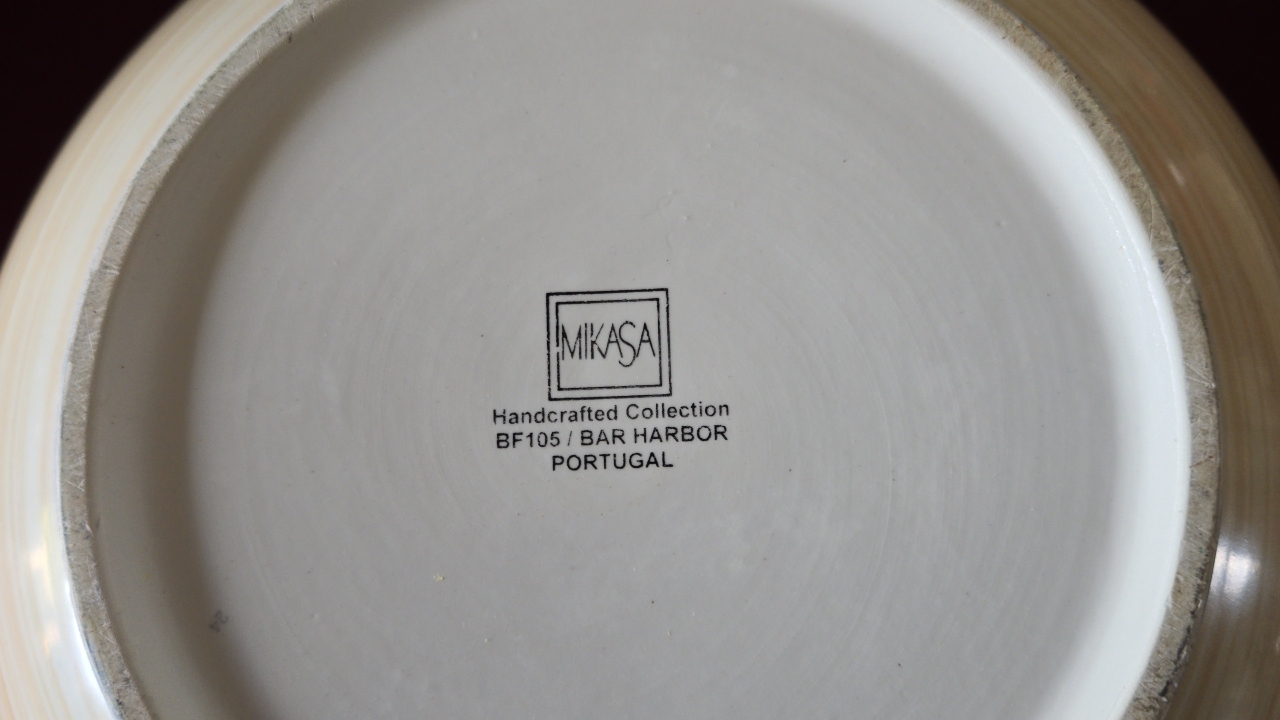 MIKASA
Handcrafted Collection
BF105 / BAR HARBOR
PORTUGAL